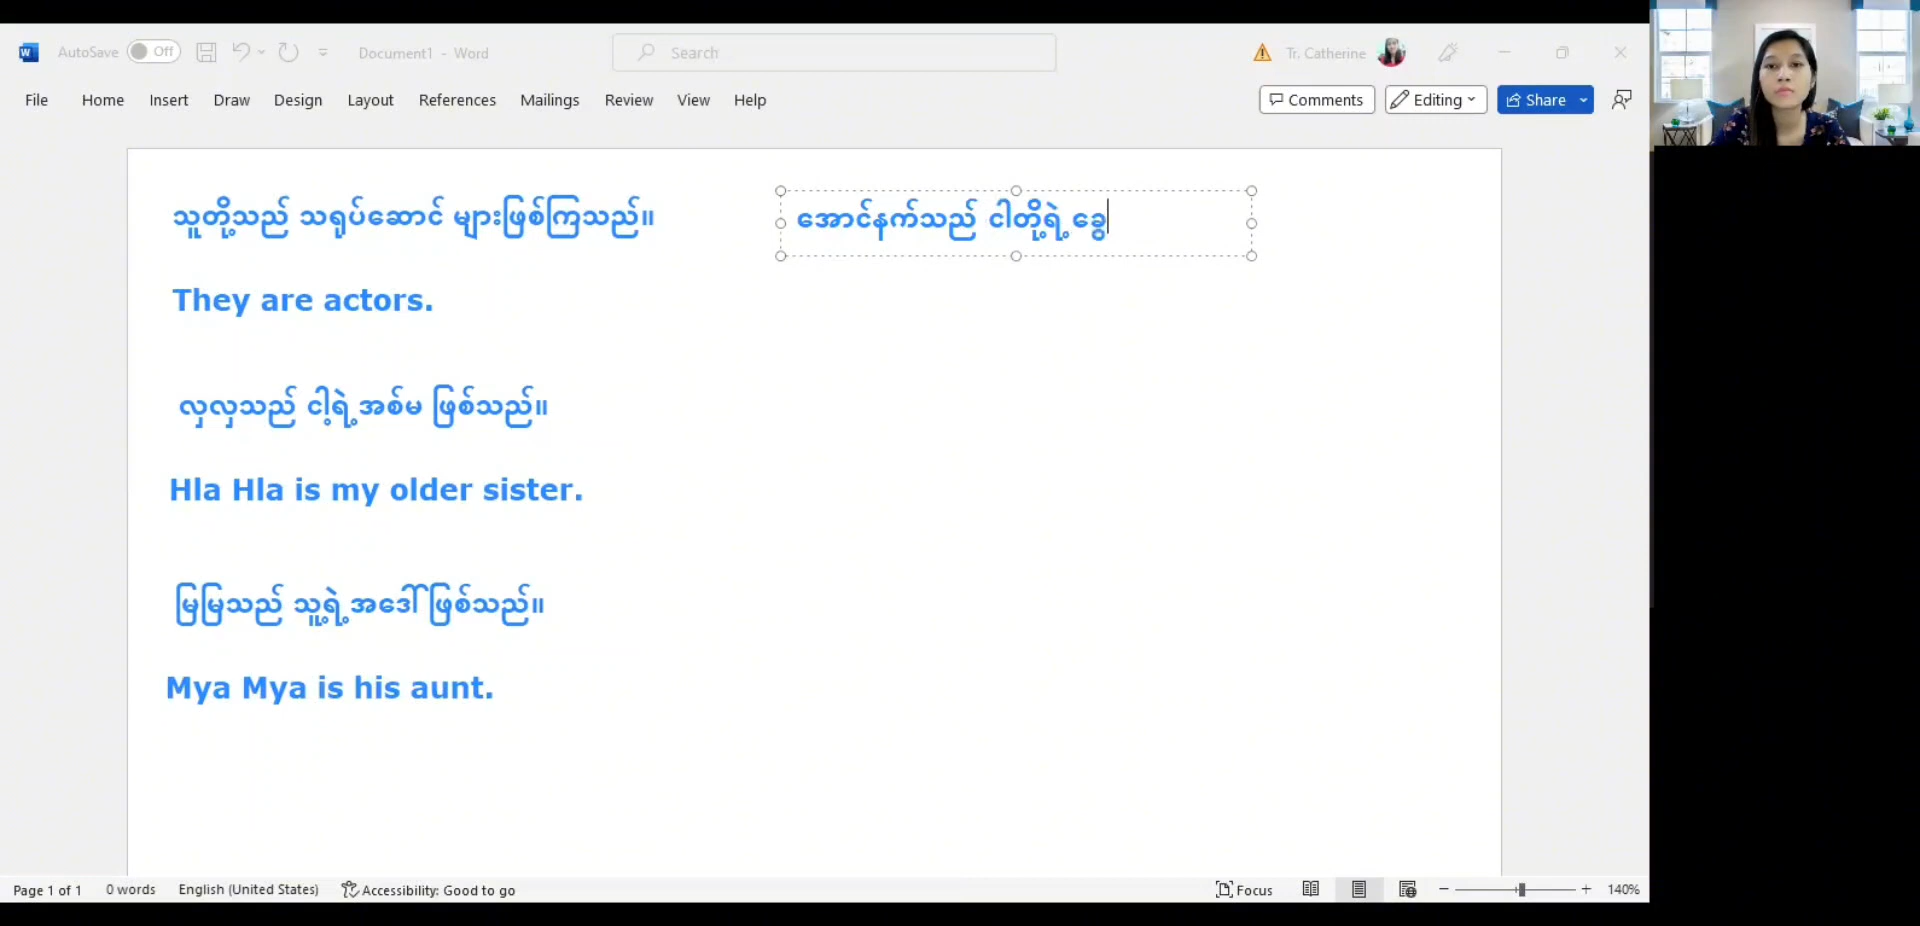 AutoSave Off Document1 - Word Search Tr. Catherine
File Home Insert Draw Design Layout References Mailings Review View Help Comments Editing Share
သူတို့သည် သရုပ်ဆောင် များဖြစ်ကြသည်။
They are actors.
လှလှသည် ငါ့ရဲ့အစ်မ ဖြစ်သည်။
Hla Hla is my older sister.
မြမြသည် သူ့ရဲ့အဒေါ်ဖြစ်သည်။
Mya Mya is his aunt.
အောင်နက်သည် ငါတို့ရဲ့ခွေ
Page 1 of 1 0 words English (United States) Accessibility: Good to go Focus 140%